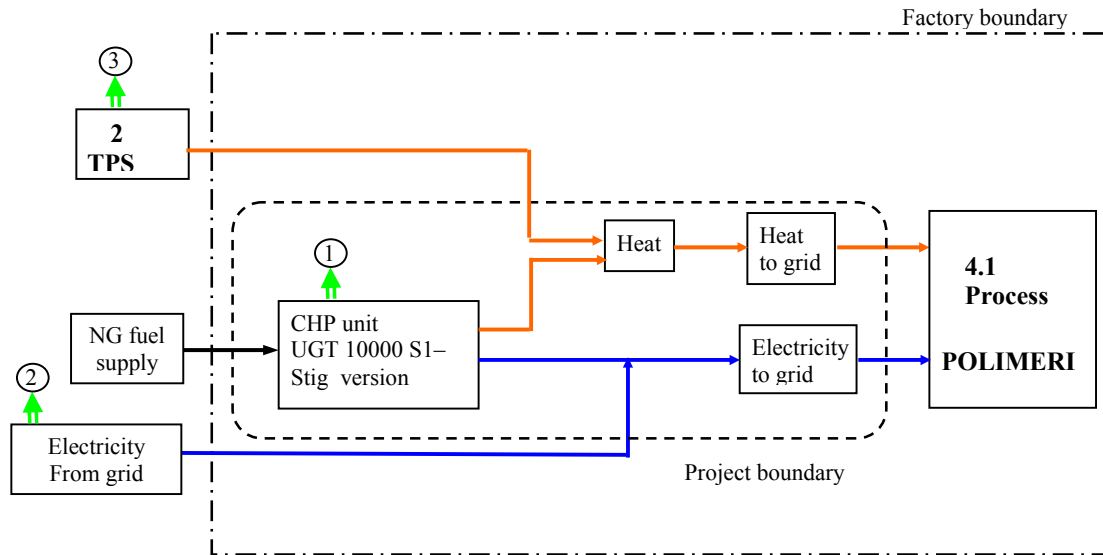 Factory boundary
3
2
TPS
1
Heat
Heat
to grid
4.1
Process
POLIMERI
NG fuel
supply
CHP unit
UGT 10000 S1–
Stig version
Electricity
to grid
2
Electricity
From grid
Project boundary